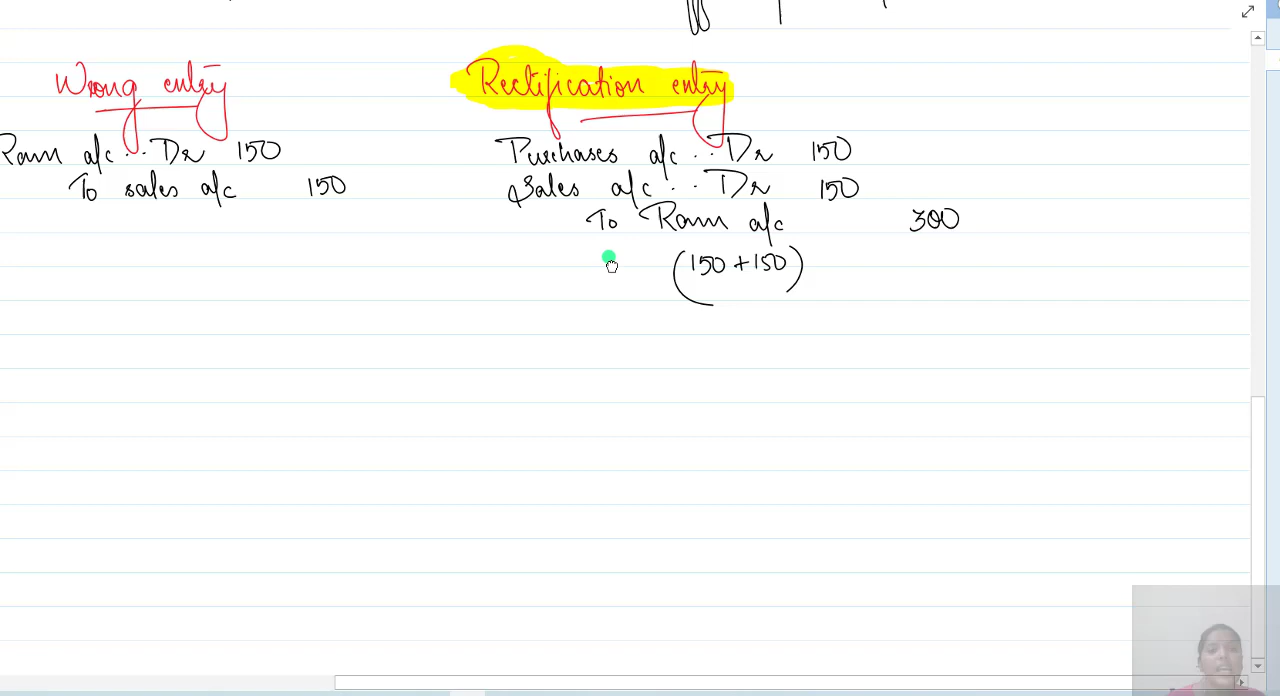 Wrong entry
Ram a/c ... Dr 150
To sales a/c 150
Rectification entry
Purchases a/c ... Dr 150
Sales a/c ... Dr 150
To Ram a/c 300
(150 + 150)